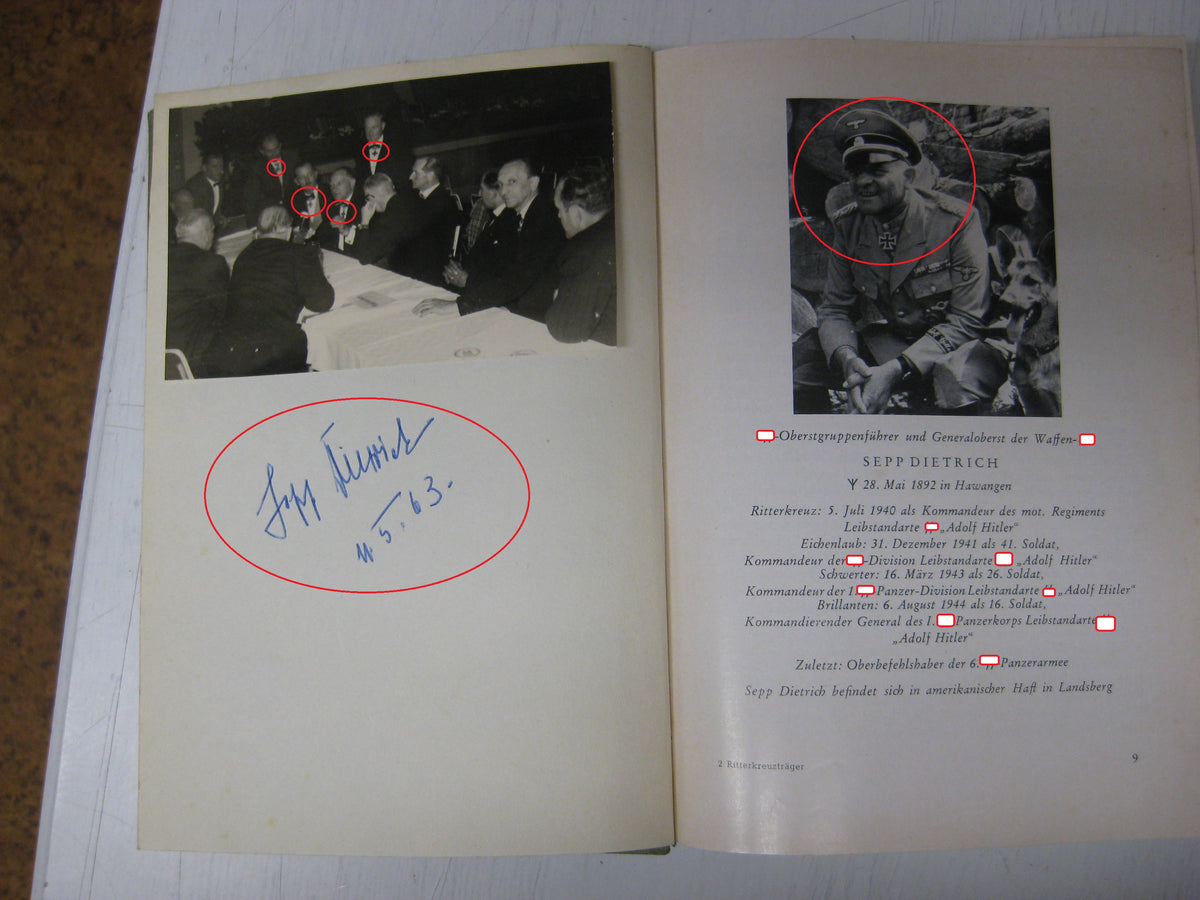 Sepp Dietrich
11.5.63.
-Oberstgruppenführer und Generaloberst der Waffen-
SEPP DIETRICH
28. Mai 1892 in Hawangen
Ritterkreuz: 5. Juli 1940 als Kommandeur des mot. Regiments
Leibstandarte „Adolf Hitler“
Eichenlaub: 31. Dezember 1941 als 41. Soldat,
Kommandeur der -Division Leibstandarte „Adolf Hitler“
Schwerter: 16. März 1943 als 26. Soldat,
Kommandeur der 1. Panzer-Division Leibstandarte „Adolf Hitler“
Brillanten: 6. August 1944 als 16. Soldat,
Kommandierender General des I. Panzerkorps Leibstandarte
„Adolf Hitler“
Zuletzt: Oberbefehlshaber der 6. Panzerarmee
Sepp Dietrich befindet sich in amerikanischer Haft in Landsberg
2 Ritterkreuzträger
9